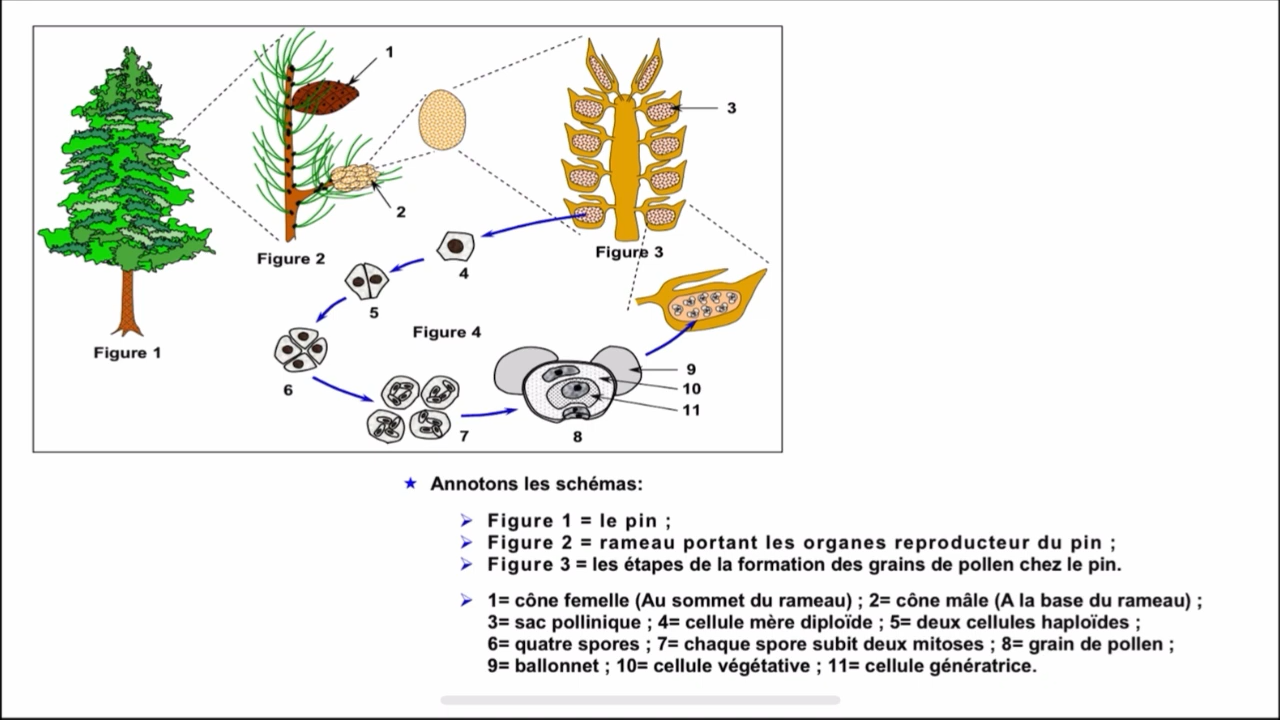 1
3
2
Figure 2
Figure 3
4
5
Figure 4
Figure 1
6
9
10
11
7
8
★ Annotons les schémas:
➢ Figure 1 = le pin ;
➢ Figure 2 = rameau portant les organes reproducteur du pin ;
➢ Figure 3 = les étapes de la formation des grains de pollen chez le pin.
➢ 1= cône femelle (Au sommet du rameau) ; 2= cône mâle (A la base du rameau) ;
3= sac pollinique ; 4= cellule mère diploïde ; 5= deux cellules haploïdes ;
6= quatre spores ; 7= chaque spore subit deux mitoses ; 8= grain de pollen ;
9= ballonnet ; 10= cellule végétative ; 11= cellule génératrice.